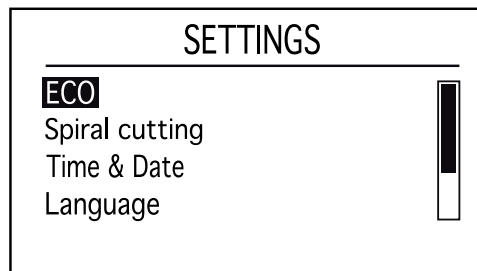 SETTINGS
ECO
Spiral cutting
Time & Date
Language